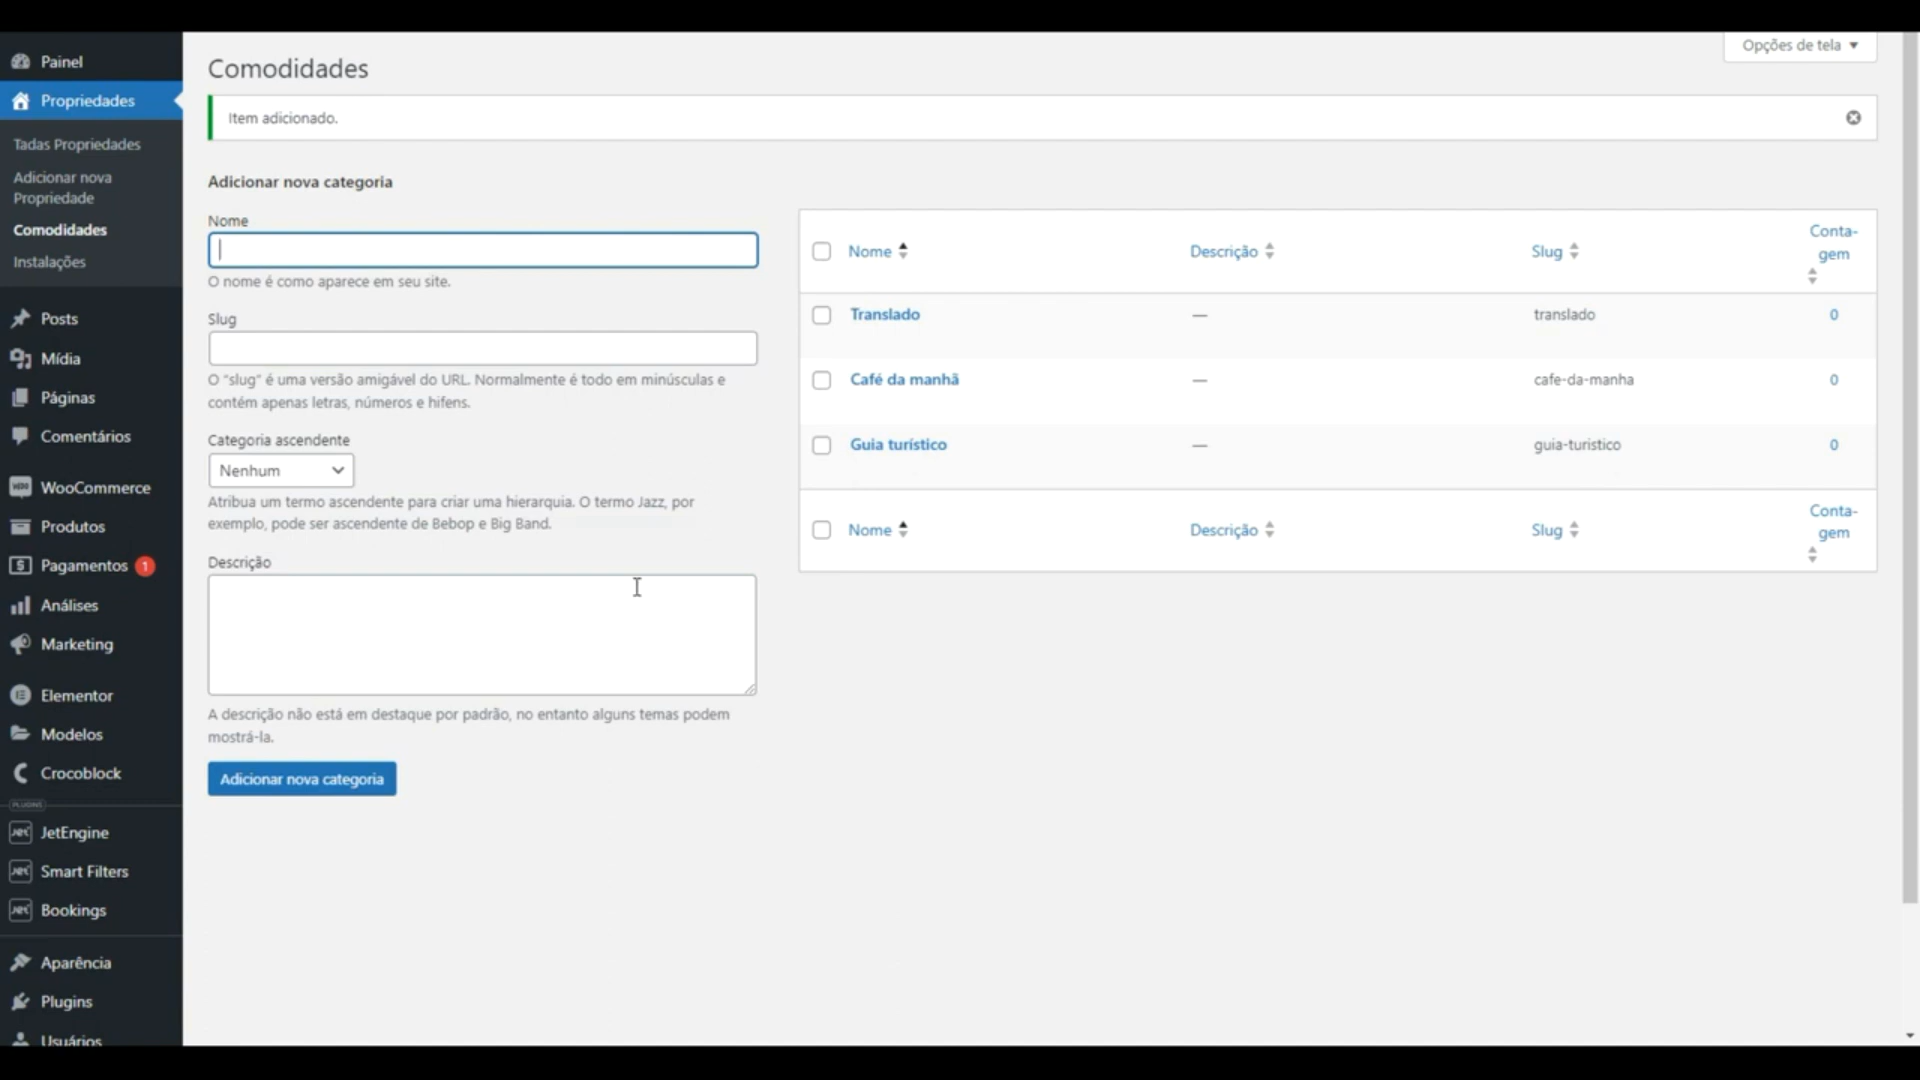 Painel
Propriedades
Tadas Propriedades
Adicionar nova
Propriedade
Comodidades
Instalações
Posts
Mídia
Páginas
Comentários
WooCommerce
Produtos
Pagamentos 1
Análises
Marketing
Elementor
Modelos
Crocoblock
PLUGINS
JetEngine
Smart Filters
Bookings
Aparência
Plugins
Usuários
Opções de tela
Comodidades
Item adicionado.
Adicionar nova categoria
Nome
O nome é como aparece em seu site.
Slug
O "slug" é uma versão amigável do URL. Normalmente é todo em minúsculas e
contém apenas letras, números e hifens.
Categoria ascendente
Nenhum
Atribua um termo ascendente para criar uma hierarquia. O termo Jazz, por
exemplo, pode ser ascendente de Bebop e Big Band.
Descrição
A descrição não está em destaque por padrão, no entanto alguns temas podem
mostrá-la.
Adicionar nova categoria
Nome Descrição Slug Conta-
gem
Translado — translado 0
Café da manhã — cafe-da-manha 0
Guia turístico — guia-turistico 0
Nome Descrição Slug Conta-
gem